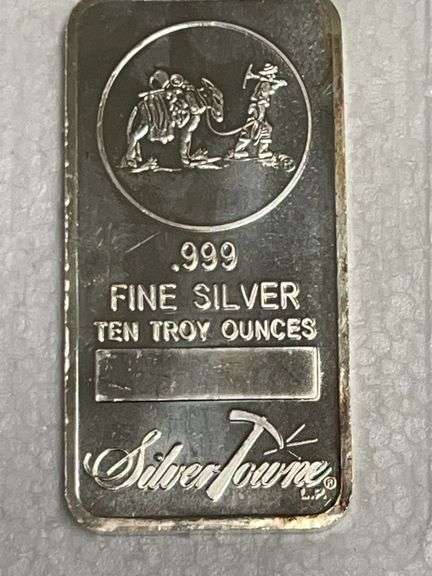 .999
FINE SILVER
TEN TROY OUNCES
SilverTowne®
L.P.